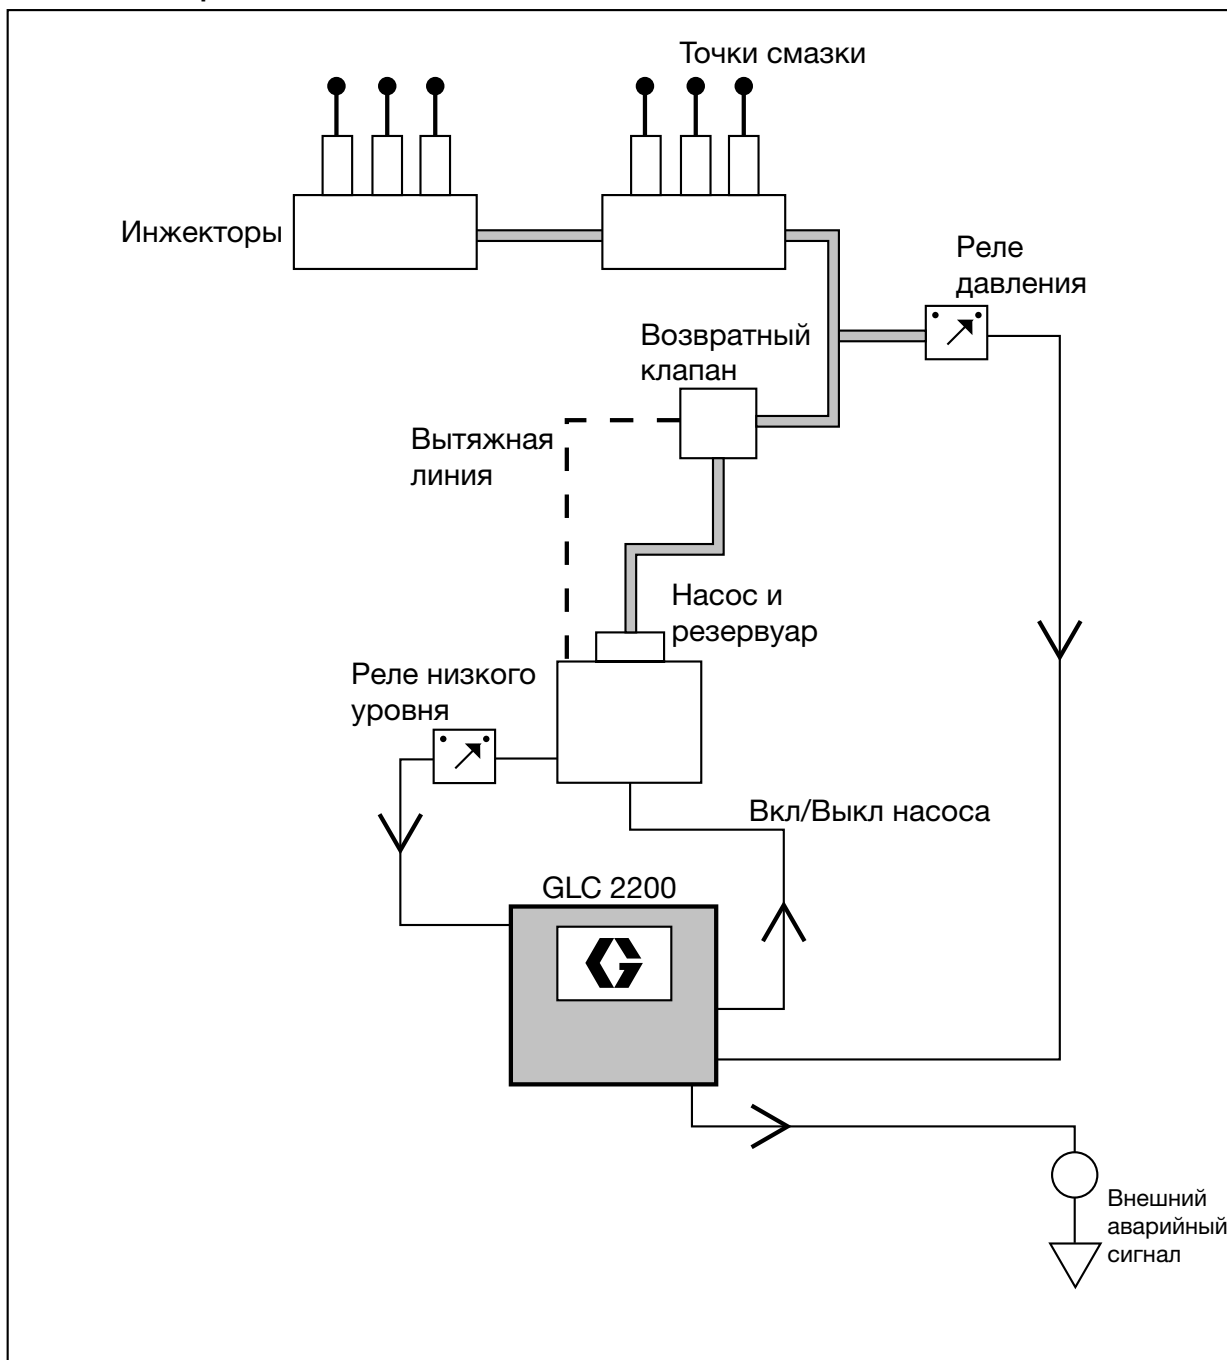 Точки смазки
Инжекторы
Реле
давления
Возвратный
клапан
Вытяжная
линия
Насос и
резервуар
Реле низкого
уровня
Вкл/Выкл насоса
GLC 2200
Внешний
аварийный
сигнал